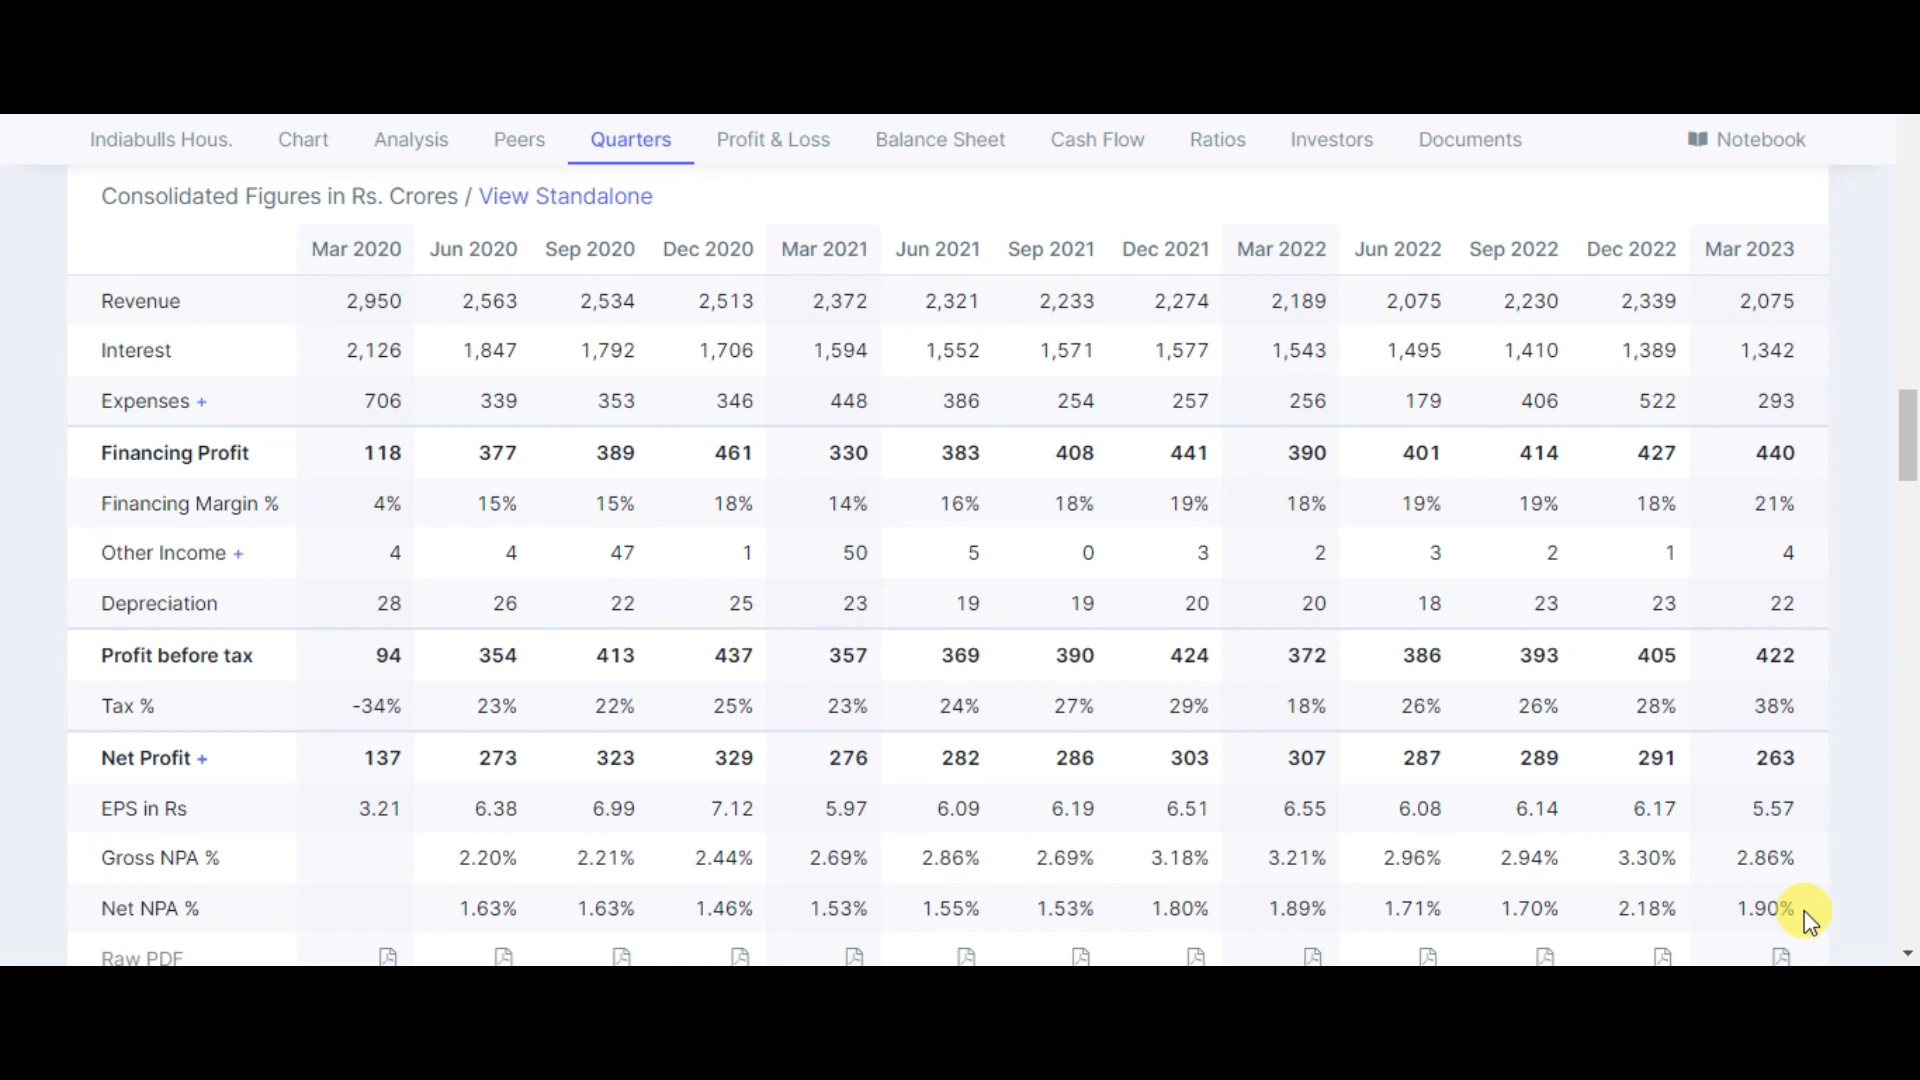 Indiabulls Hous. Chart Analysis Peers Quarters Profit & Loss Balance Sheet Cash Flow Ratios Investors Documents Notebook
Consolidated Figures in Rs. Crores / View Standalone
Mar 2020 Jun 2020 Sep 2020 Dec 2020 Mar 2021 Jun 2021 Sep 2021 Dec 2021 Mar 2022 Jun 2022 Sep 2022 Dec 2022 Mar 2023
Revenue 2,950 2,563 2,534 2,513 2,372 2,321 2,233 2,274 2,189 2,075 2,230 2,339 2,075
Interest 2,126 1,847 1,792 1,706 1,594 1,552 1,571 1,577 1,543 1,495 1,410 1,389 1,342
Expenses + 706 339 353 346 448 386 254 257 256 179 406 522 293
Financing Profit 118 377 389 461 330 383 408 441 390 401 414 427 440
Financing Margin % 4% 15% 15% 18% 14% 16% 18% 19% 18% 19% 19% 18% 21%
Other Income + 4 4 47 1 50 5 0 3 2 3 2 1 4
Depreciation 28 26 22 25 23 19 19 20 20 18 23 23 22
Profit before tax 94 354 413 437 357 369 390 424 372 386 393 405 422
Tax % -34% 23% 22% 25% 23% 24% 27% 29% 18% 26% 26% 28% 38%
Net Profit + 137 273 323 329 276 282 286 303 307 287 289 291 263
EPS in Rs 3.21 6.38 6.99 7.12 5.97 6.09 6.19 6.51 6.55 6.08 6.14 6.17 5.57
Gross NPA % 2.20% 2.21% 2.44% 2.69% 2.86% 2.69% 3.18% 3.21% 2.96% 2.94% 3.30% 2.86%
Net NPA % 1.63% 1.63% 1.46% 1.53% 1.55% 1.53% 1.80% 1.89% 1.71% 1.70% 2.18% 1.90%
Raw PDF